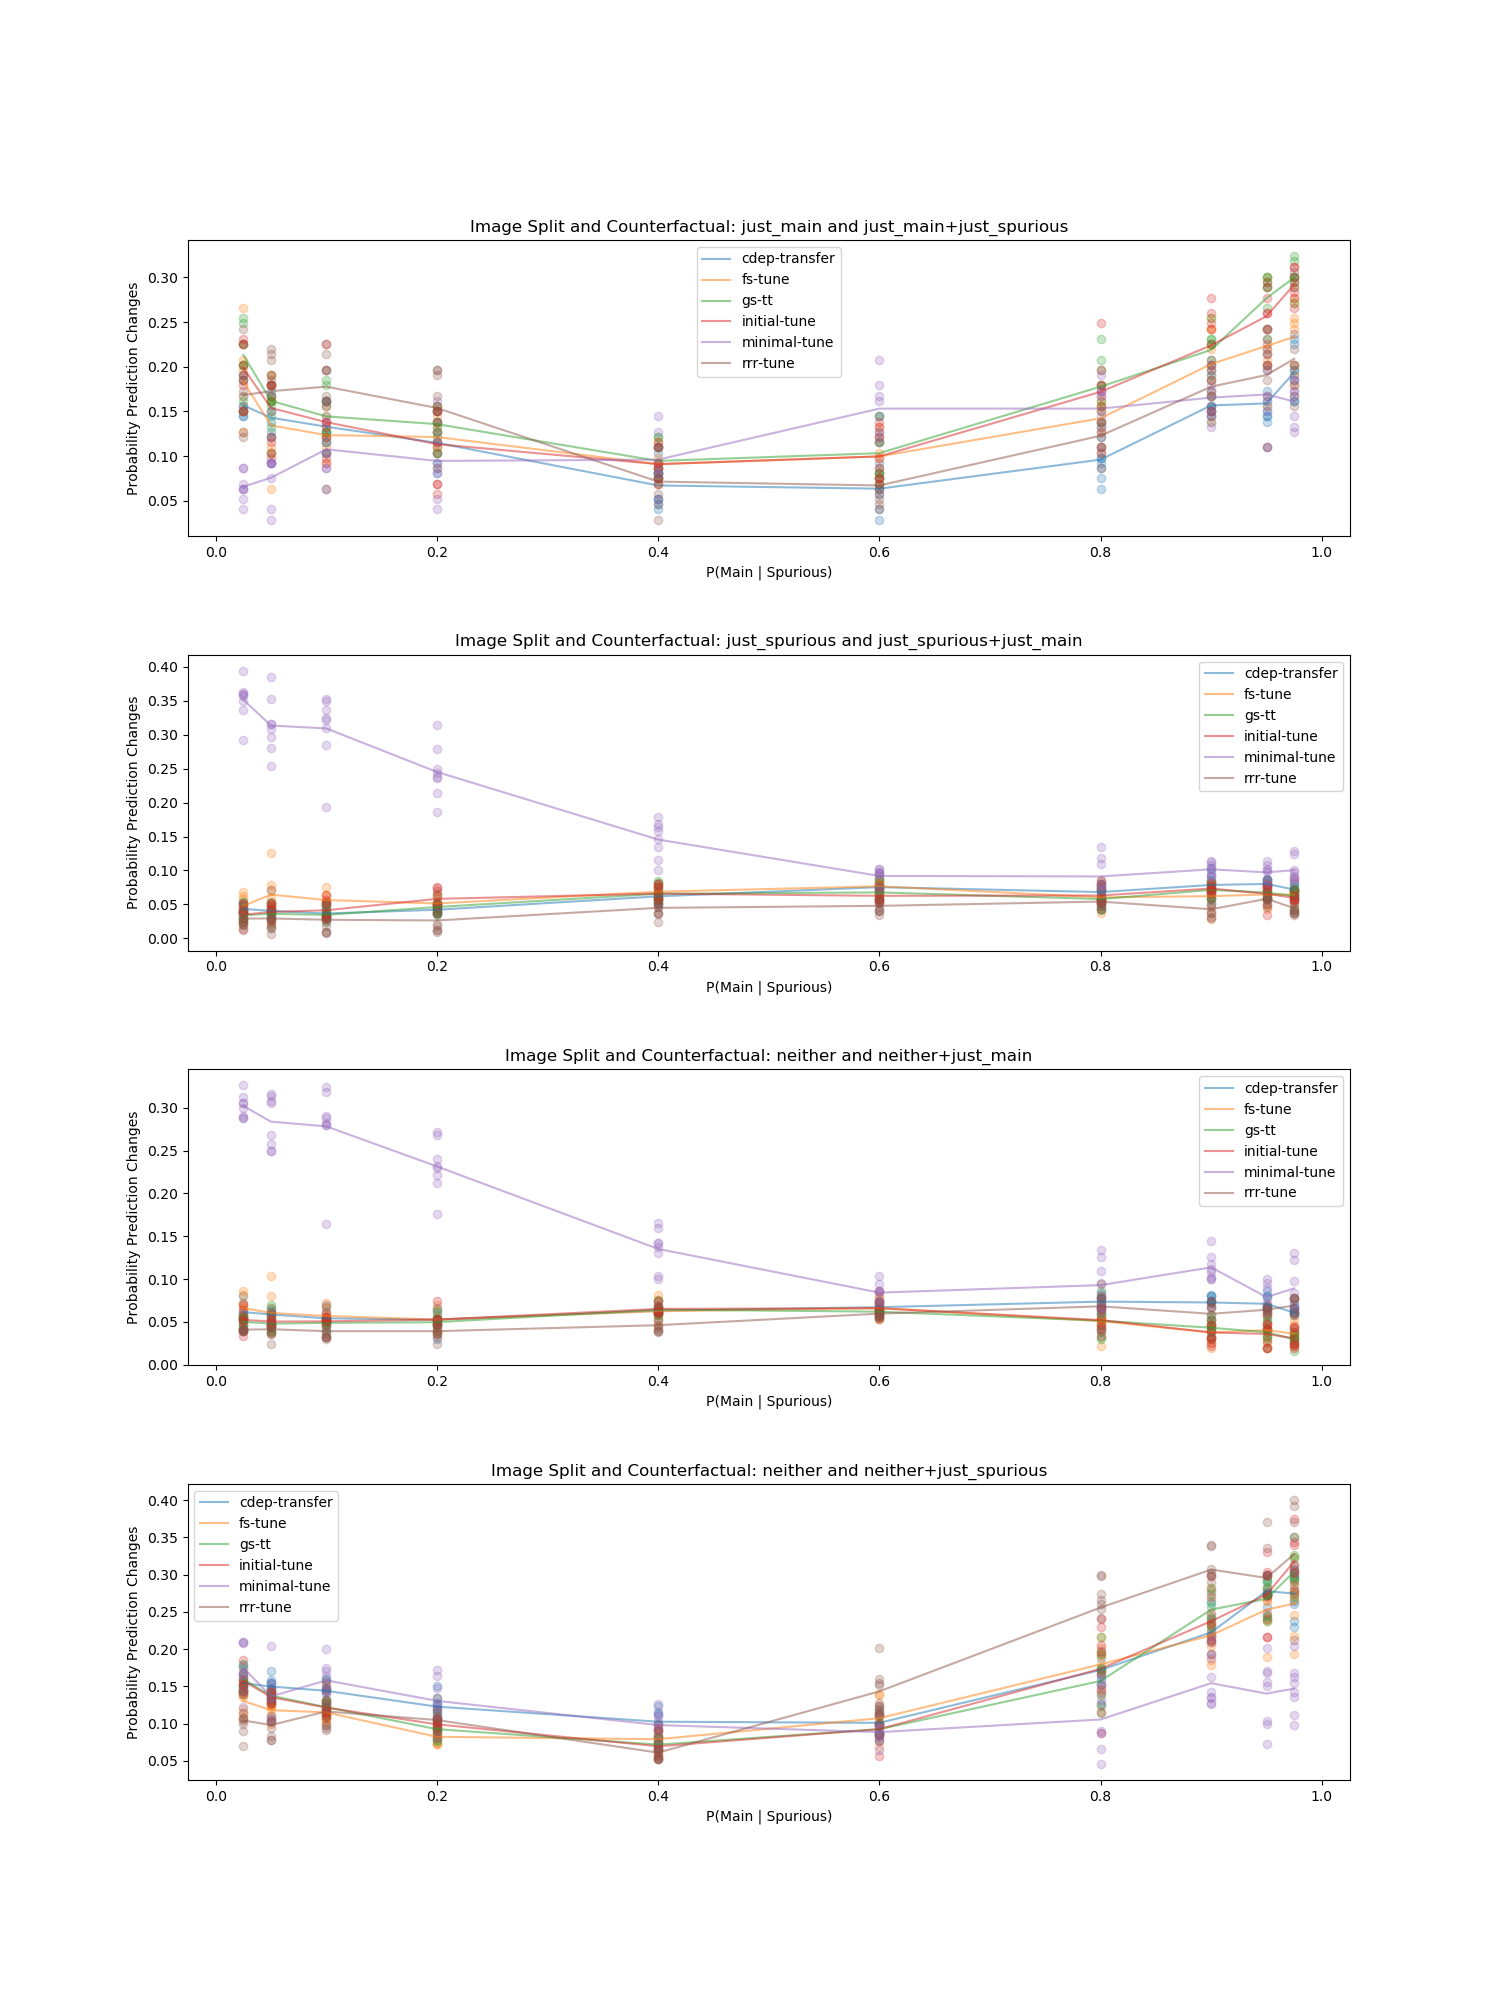 Image Split and Counterfactual: just_main and just_main+just_spurious
Probability Prediction Changes
0.30
0.25
0.20
0.15
0.10
0.05
cdep-transfer
fs-tune
gs-tt
initial-tune
minimal-tune
rrr-tune
0.0 0.2 0.4 0.6 0.8 1.0
P(Main | Spurious)
Image Split and Counterfactual: just_spurious and just_spurious+just_main
Probability Prediction Changes
0.40
0.35
0.30
0.25
0.20
0.15
0.10
0.05
0.00
cdep-transfer
fs-tune
gs-tt
initial-tune
minimal-tune
rrr-tune
0.0 0.2 0.4 0.6 0.8 1.0
P(Main | Spurious)
Image Split and Counterfactual: neither and neither+just_main
Probability Prediction Changes
0.30
0.25
0.20
0.15
0.10
0.05
0.00
cdep-transfer
fs-tune
gs-tt
initial-tune
minimal-tune
rrr-tune
0.0 0.2 0.4 0.6 0.8 1.0
P(Main | Spurious)
Image Split and Counterfactual: neither and neither+just_spurious
Probability Prediction Changes
0.40
0.35
0.30
0.25
0.20
0.15
0.10
0.05
cdep-transfer
fs-tune
gs-tt
initial-tune
minimal-tune
rrr-tune
0.0 0.2 0.4 0.6 0.8 1.0
P(Main | Spurious)